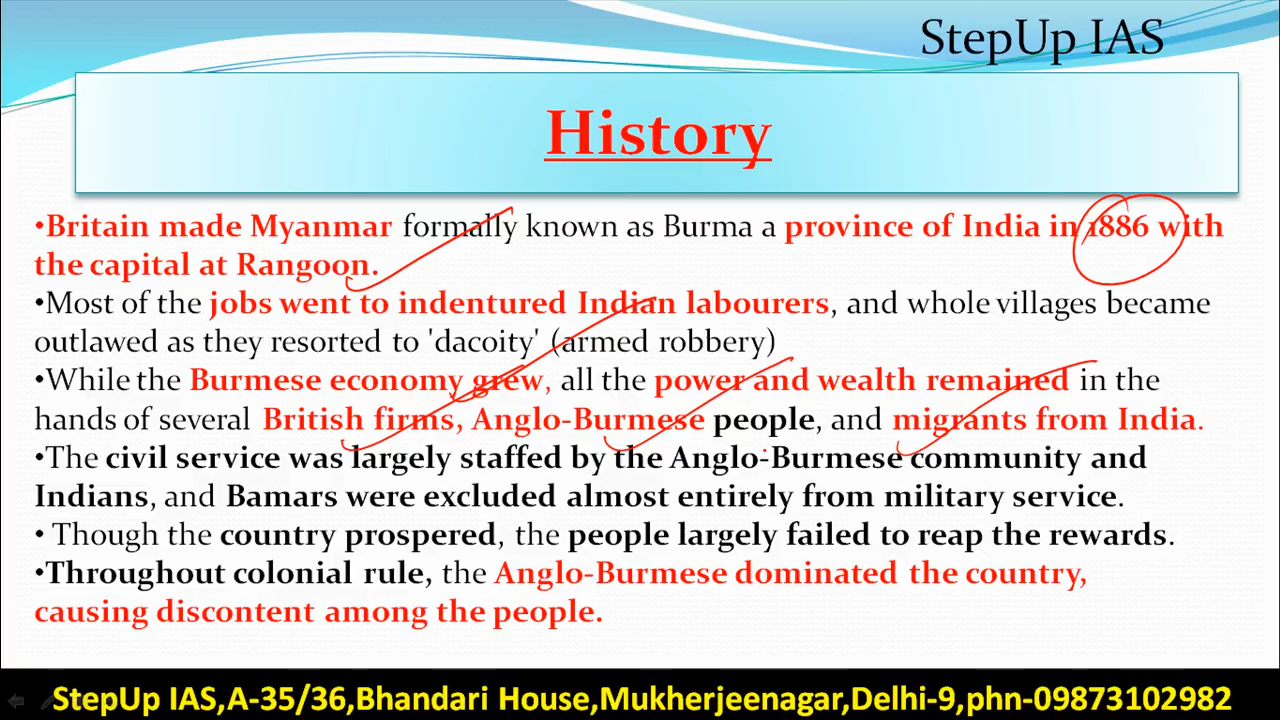 StepUp IAS
History
•Britain made Myanmar formally known as Burma a province of India in 1886 with
the capital at Rangoon.
•Most of the jobs went to indentured Indian labourers, and whole villages became
outlawed as they resorted to 'dacoity' (armed robbery)
•While the Burmese economy grew, all the power and wealth remained in the
hands of several British firms, Anglo-Burmese people, and migrants from India.
•The civil service was largely staffed by the Anglo-Burmese community and
Indians, and Bamars were excluded almost entirely from military service.
• Though the country prospered, the people largely failed to reap the rewards.
•Throughout colonial rule, the Anglo-Burmese dominated the country,
causing discontent among the people.
StepUp IAS,A-35/36,Bhandari House,Mukherjeenagar,Delhi-9,phn-09873102982